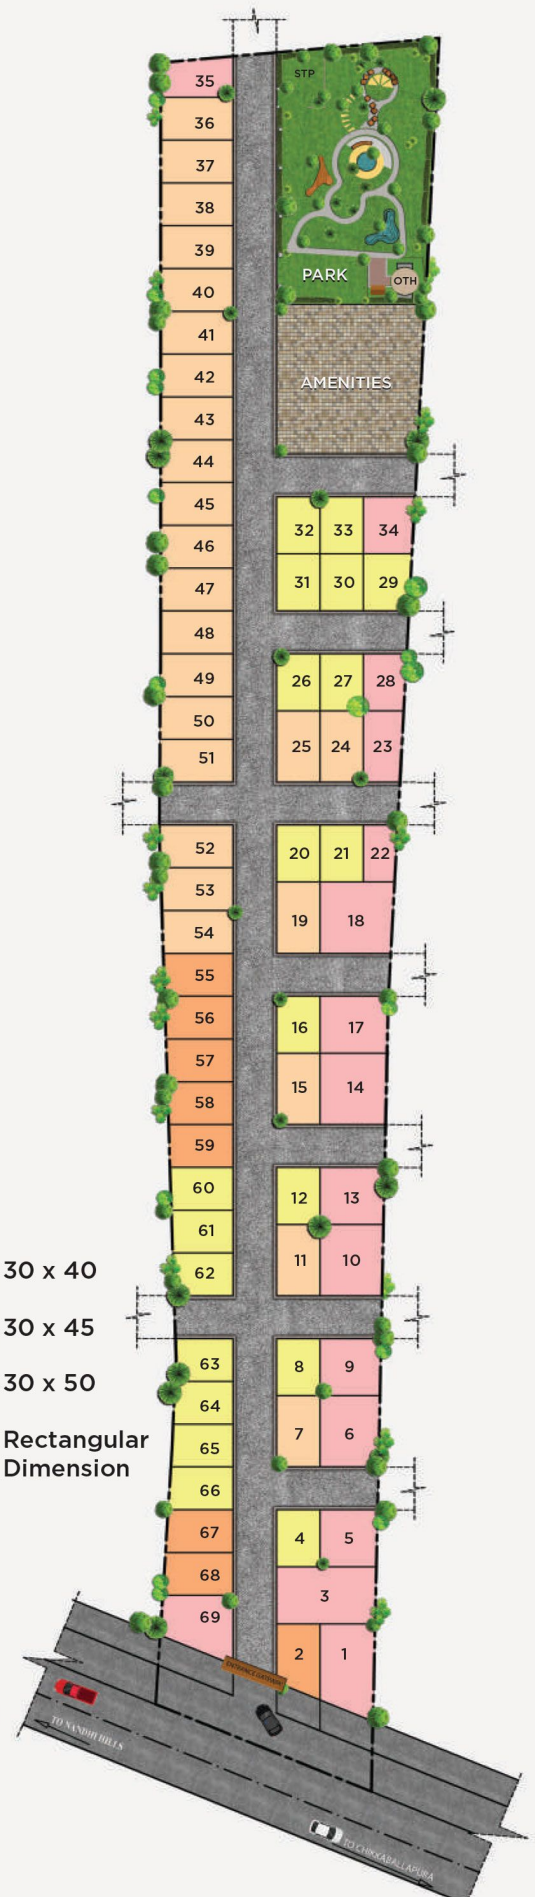 STP
35
36
37
38
39
40
PARK
OTH
41
42
AMENITIES
43
44
45
46
47
48
49
50
51
32 33 34
31 30 29
26 27 28
25 24 23
52
53
54
55
56
57
58
59
60
61
62
20 21 22
19 18
16 17
15 14
12 13
11 10
30 x 40
30 x 45
30 x 50
Rectangular
Dimension
63
64
65
66
67
68
69
8 9
7 6
4 5
3
2 1
ENTRANCE GATEWAY
TO NANDHI HILLS
TO CHIKKABALLAPURA